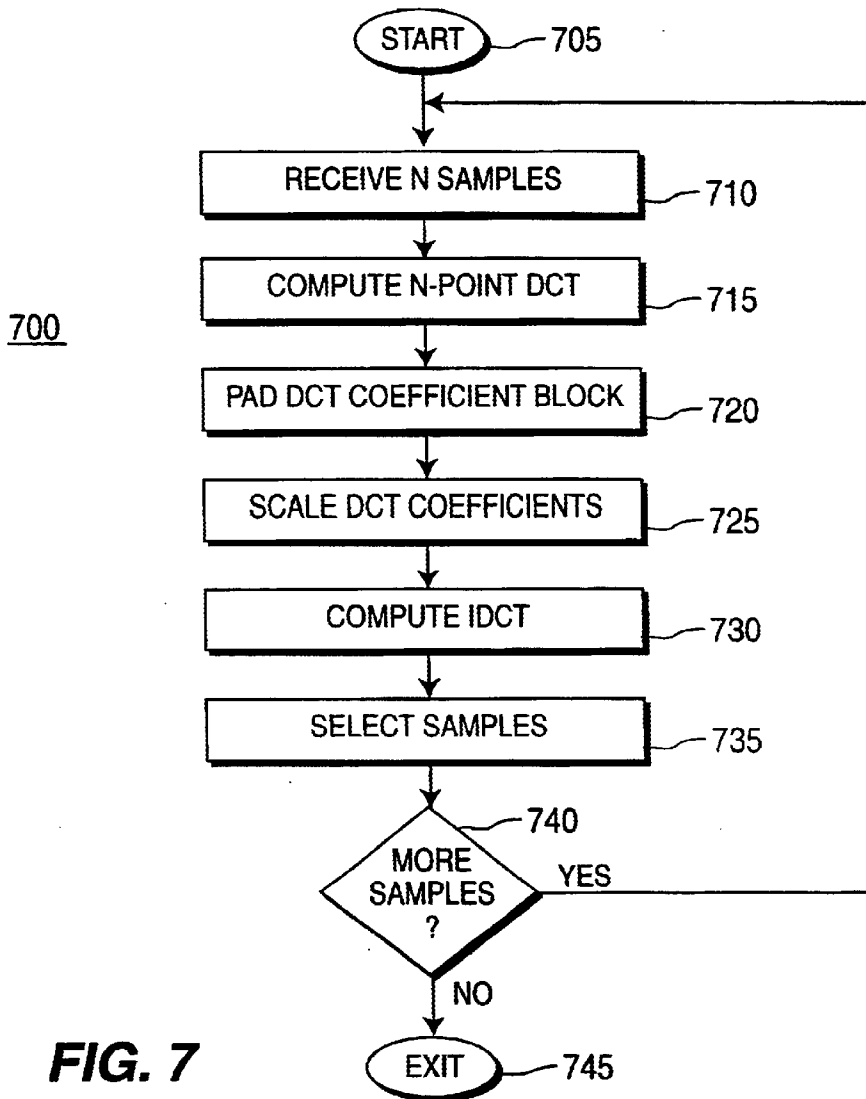 START 705
RECEIVE N SAMPLES
710
COMPUTE N-POINT DCT
715
700
PAD DCT COEFFICIENT BLOCK
720
SCALE DCT COEFFICIENTS
725
COMPUTE IDCT
730
SELECT SAMPLES
735
740
MORE
SAMPLES
?
YES
NO
FIG. 7
EXIT 745